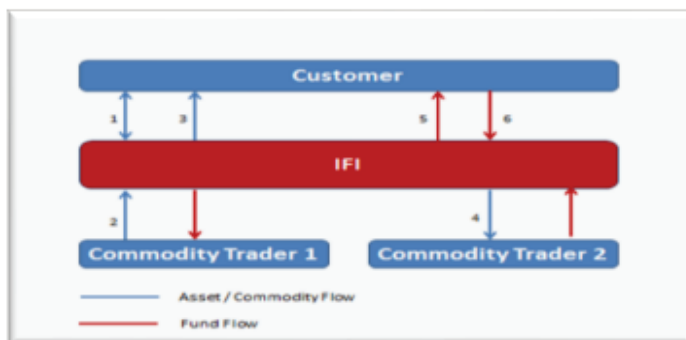 Customer
1
3
5
6
IFI
2
4
Commodity Trader 1
Commodity Trader 2
Asset / Commodity Flow
Fund Flow